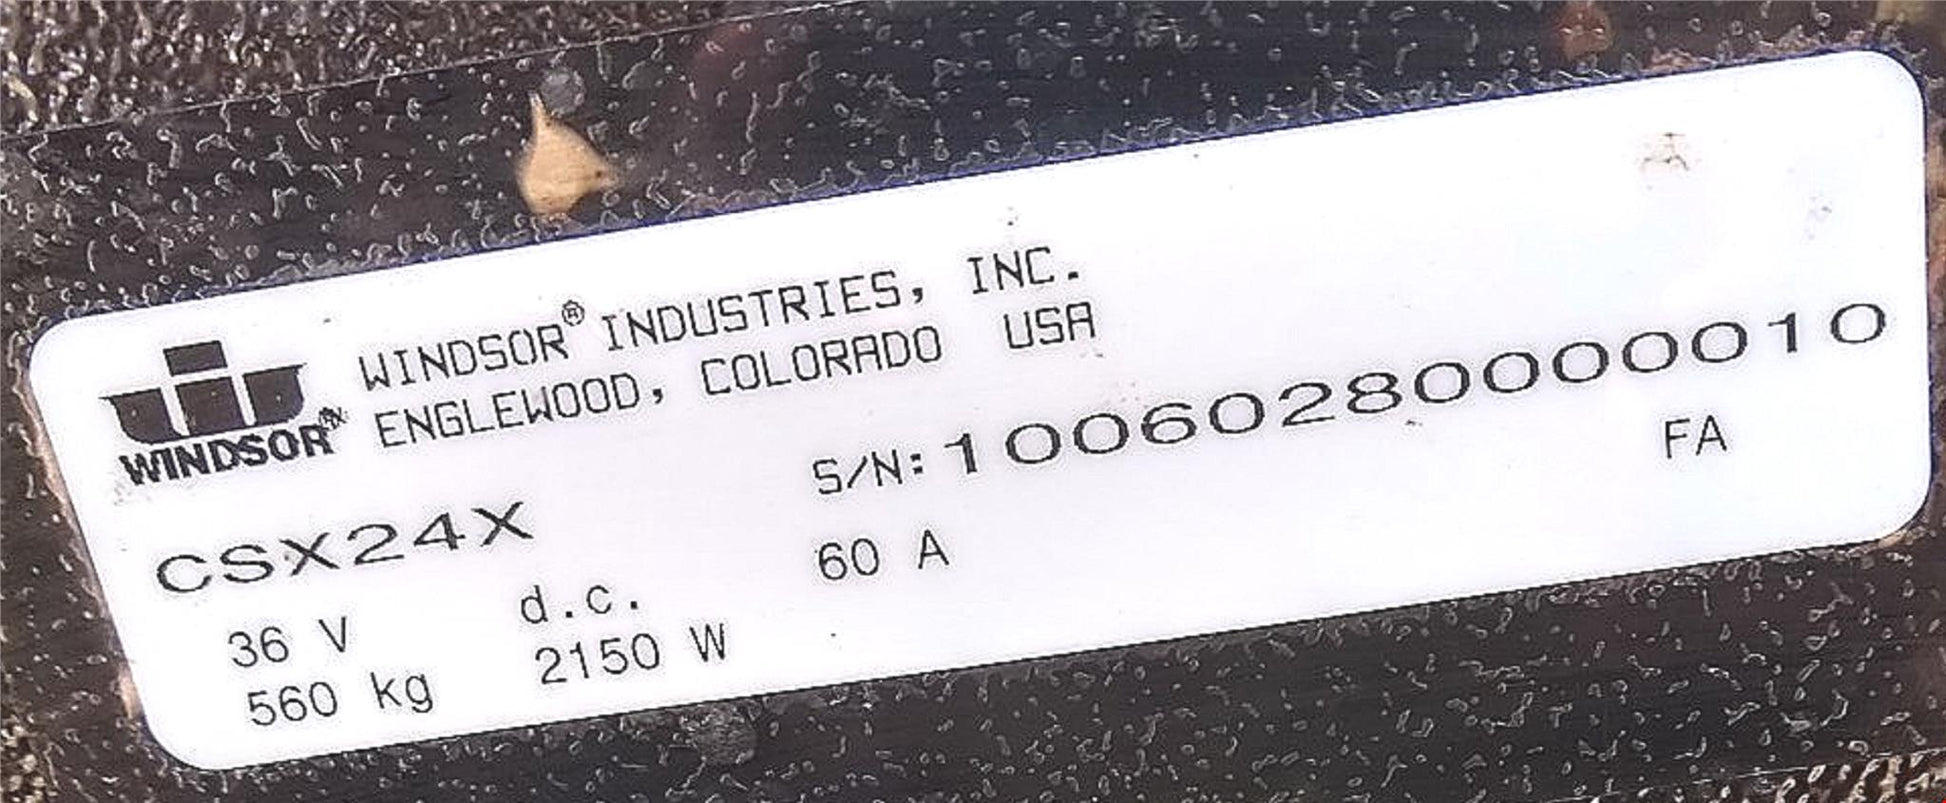 WINDSOR® INDUSTRIES, INC.
ENGLEWOOD, COLORADO USA
WINDSOR®
S/N: 10060280000010
CSX24X
FA
36 V d.c. 60 A
560 kg 2150 W